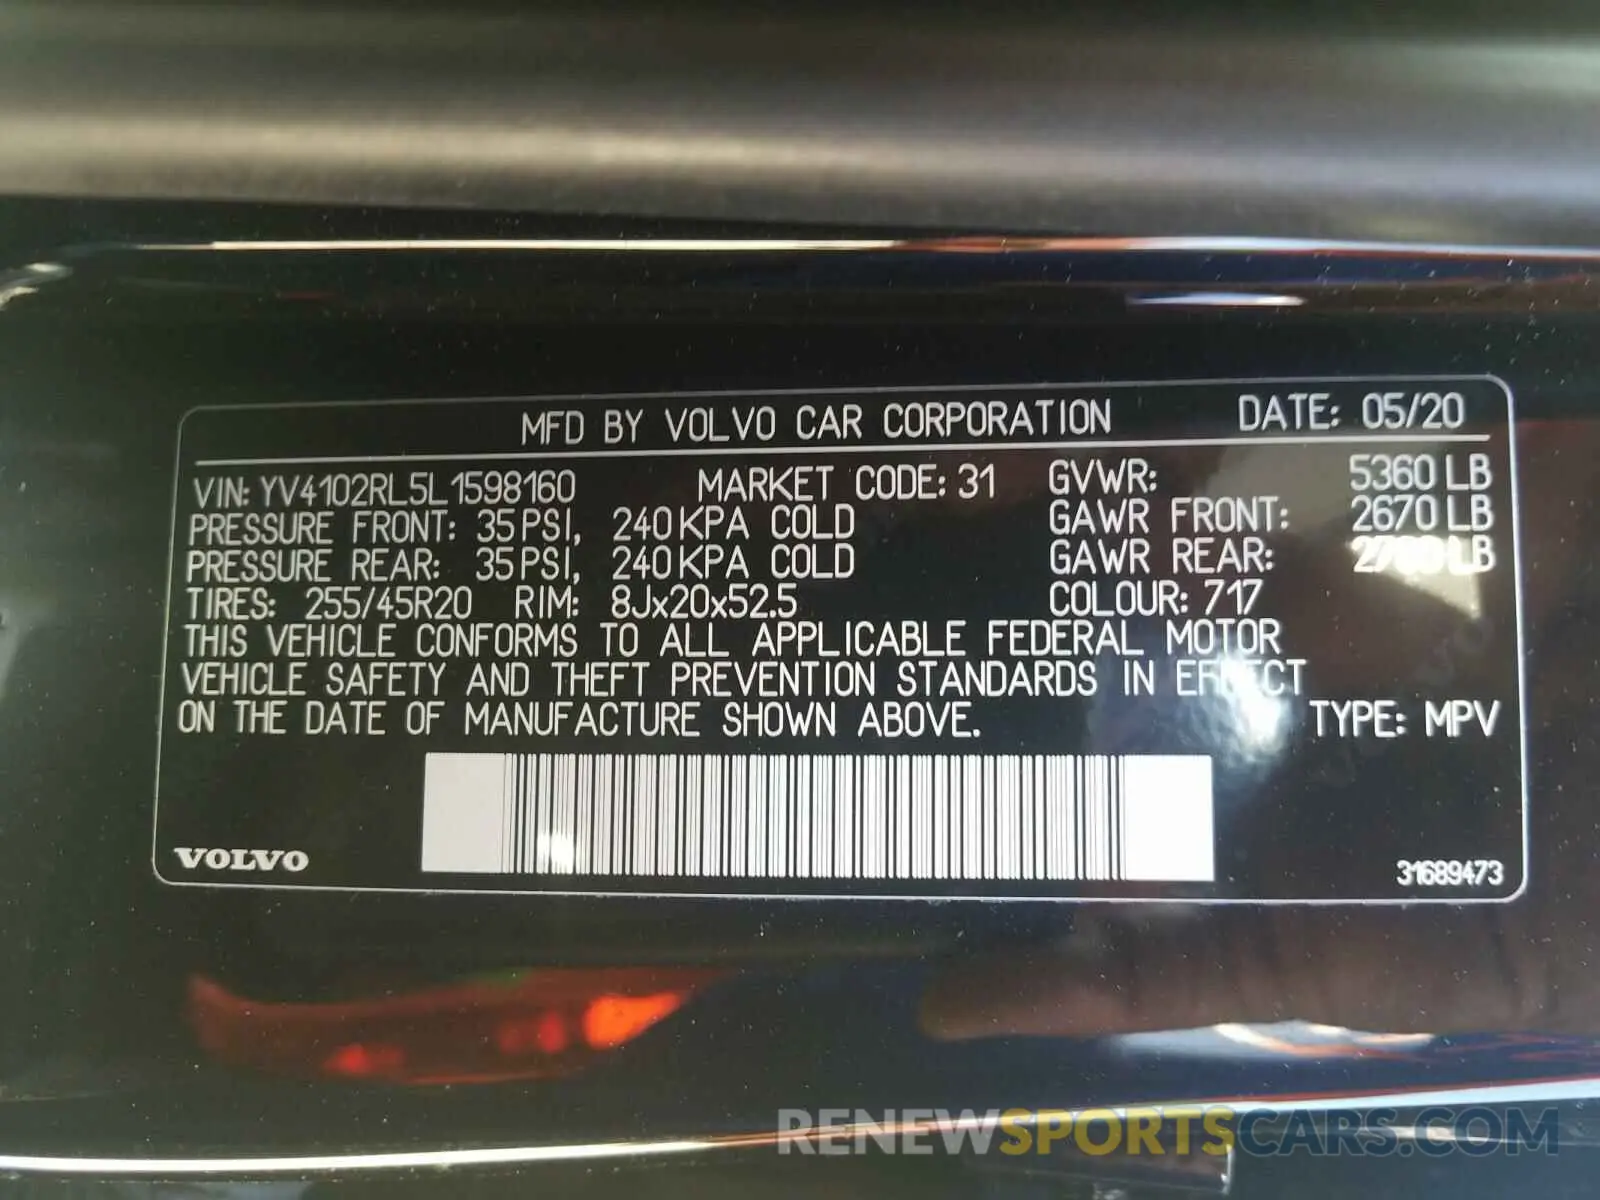 MFD BY VOLVO CAR CORPORATION DATE: 05/20
VIN: YV4102RL5L1598160 MARKET CODE: 31 GVWR: 5360 LB
PRESSURE FRONT: 35 PSI, 240 KPA COLD GAWR FRONT: 2670 LB
PRESSURE REAR: 35 PSI, 240 KPA COLD GAWR REAR: LB
TIRES: 255/45R20 RIM: 8Jx20x52.5 COLOUR: 717
THIS VEHICLE CONFORMS TO ALL APPLICABLE FEDERAL MOTOR
VEHICLE SAFETY AND THEFT PREVENTION STANDARDS IN EFFECT
ON THE DATE OF MANUFACTURE SHOWN ABOVE. TYPE: MPV
VOLVO 31689473
RENEWSPORTSCARS.COM